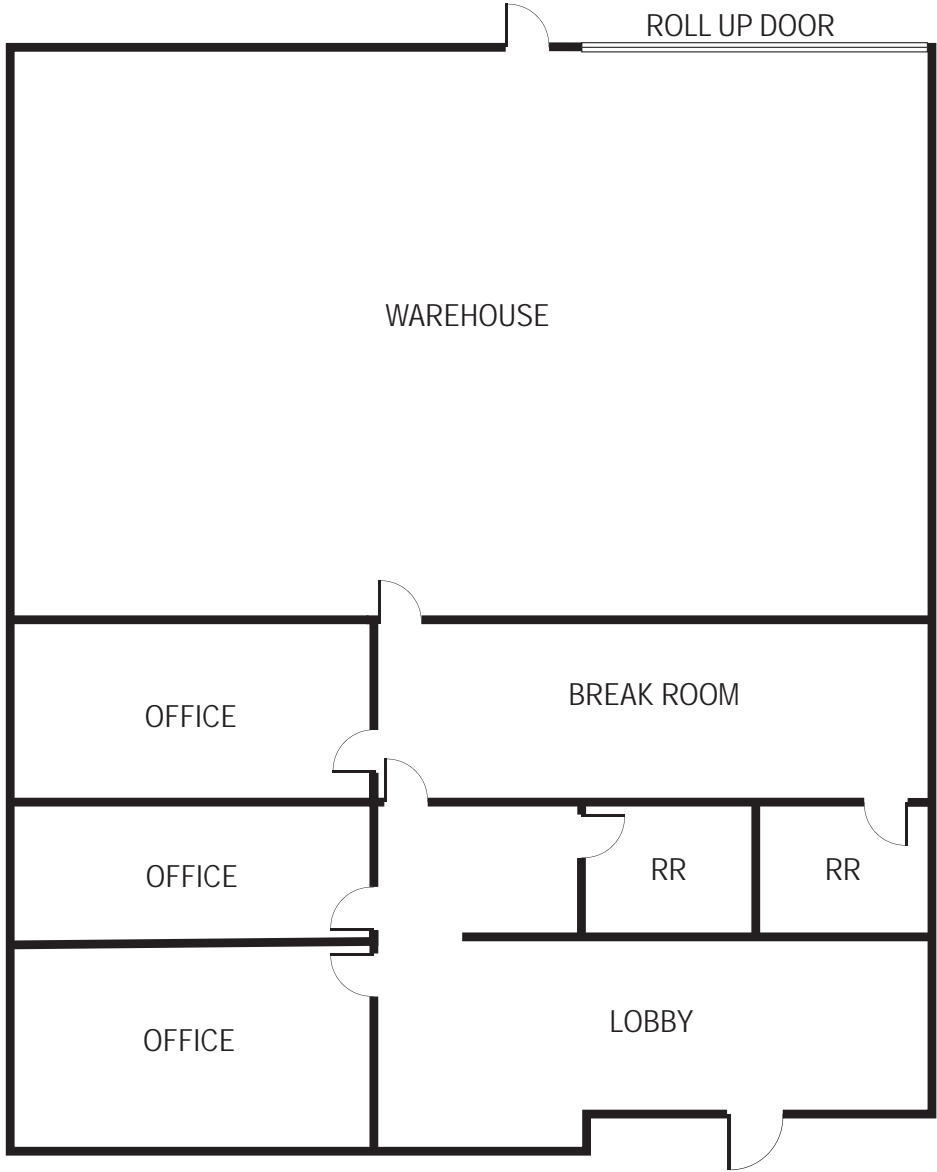 ROLL UP DOOR
WAREHOUSE
BREAK ROOM
OFFICE
OFFICE
RR
RR
LOBBY
OFFICE